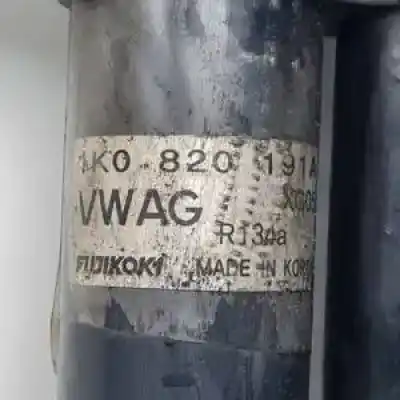 1K0 820 191A
VWAG
R134a
FUJIKOKI MADE IN KOREA